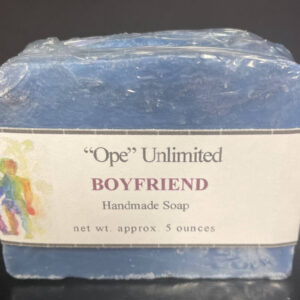 “Ope” Unlimited
BOYFRIEND
Handmade Soap
net wt. approx. 5 ounces